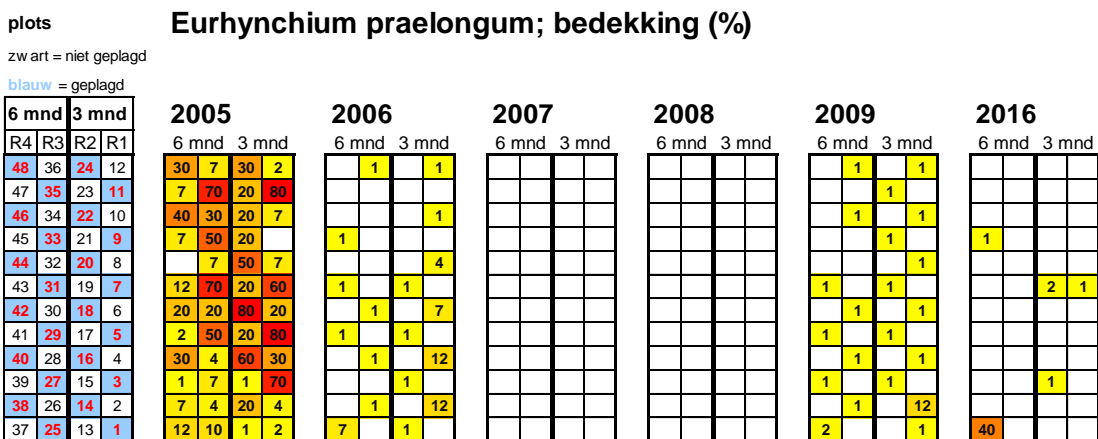 plots Eurhynchium praelongum; bedekking (%)
zwart = niet geplagd
blauw = geplagd
6 mnd 3 mnd 2005 2006 2007 2008 2009 2016
R4 R3 R2 R1 6 mnd 3 mnd 6 mnd 3 mnd 6 mnd 3 mnd 6 mnd 3 mnd 6 mnd 3 mnd 6 mnd 3 mnd
48 36 24 12 30 7 30 2 1 1 1 1
47 35 23 11 7 70 20 80 1
46 34 22 10 40 30 20 7 1 1 1
45 33 21 9 7 50 20 1 1 1
44 32 20 8 7 50 7 4 1
43 31 19 7 12 70 20 60 1 1 1 1 2 1
42 30 18 6 20 20 80 20 1 7 1 1
41 29 17 5 2 50 20 80 1 1 1 1
40 28 16 4 30 4 60 30 1 12 1 1
39 27 15 3 1 7 1 70 1 1 1 1
38 26 14 2 7 4 20 4 1 12 1 12
37 25 13 1 12 10 1 2 7 1 2 1 40